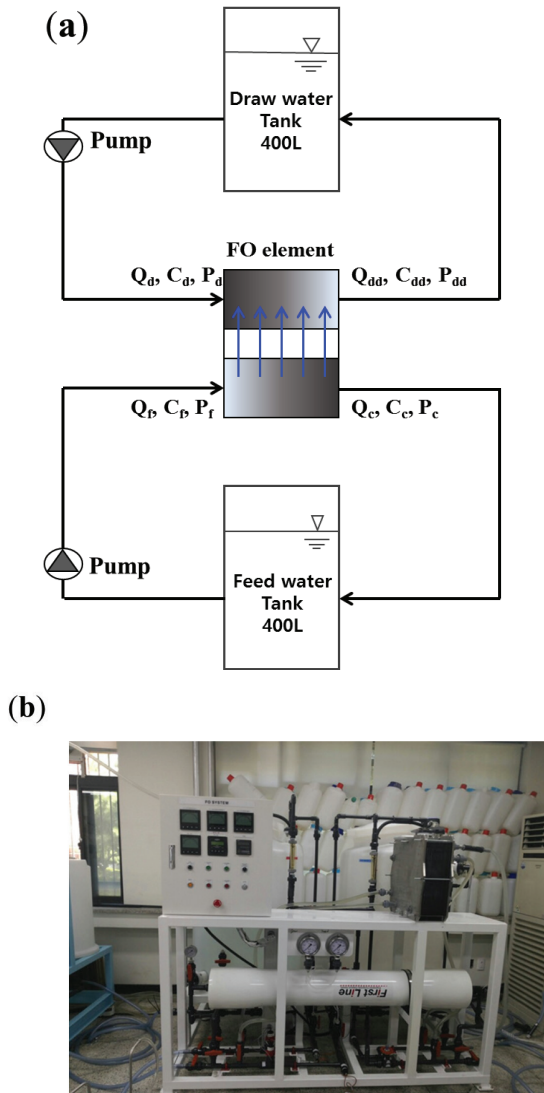 (a)
Draw water
Tank
400L
Pump
FO element
Qd, Cd, Pd
Qdd, Cdd, Pdd
Qf, Cf, Pf
Qc, Cc, Pc
Pump
Feed water
Tank
400L
(b)
FO SYSTEM
First Line